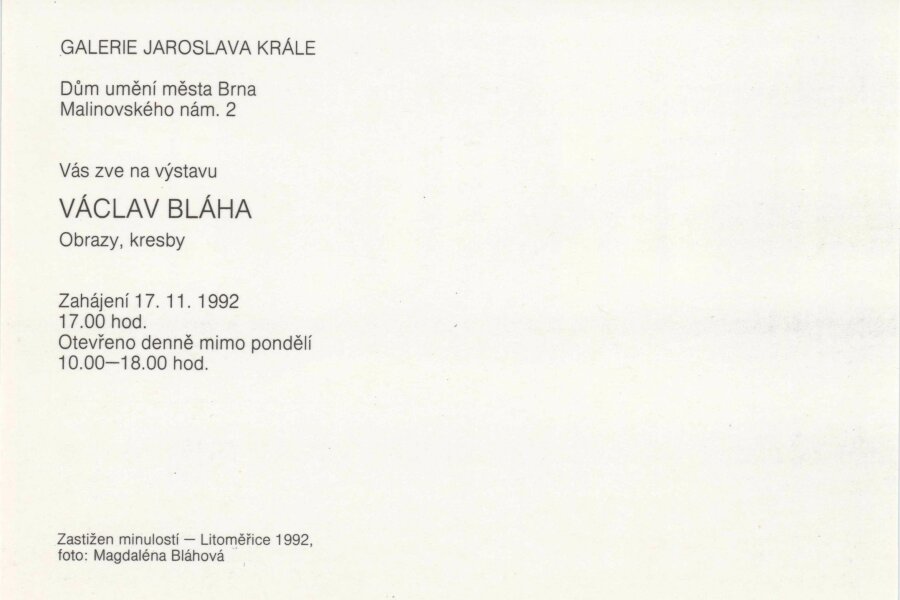 GALERIE JAROSLAVA KRÁLE
Dům umění města Brna
Malinovského nám. 2
Vás zve na výstavu
VÁCLAV BLÁHA
Obrazy, kresby
Zahájení 17. 11. 1992
17.00 hod.
Otevřeno denně mimo pondělí
10.00—18.00 hod.
Zastižen minulostí — Litoměřice 1992,
foto: Magdaléna Bláhová